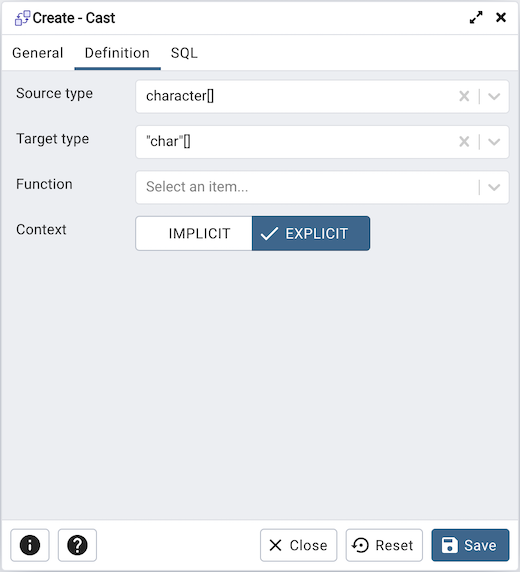 Create - Cast
General Definition SQL
Source type character[]
Target type "char"[]
Function Select an item...
Context IMPLICIT EXPLICIT
Close Reset Save